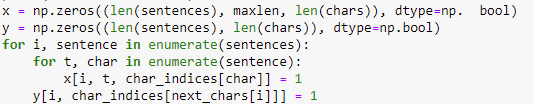 x = np.zeros((len(sentences), maxlen, len(chars)), dtype=np.  bool)
y = np.zeros((len(sentences), len(chars)), dtype=np.bool)
for i, sentence in enumerate(sentences):
    for t, char in enumerate(sentence):
        x[i, t, char_indices[char]] = 1
    y[i, char_indices[next_chars[i]]] = 1